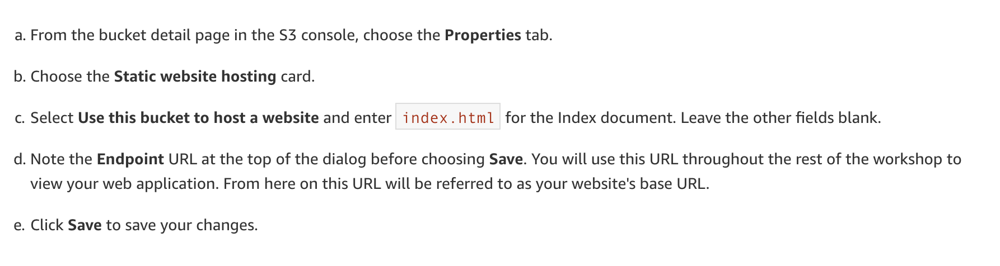 a. From the bucket detail page in the S3 console, choose the Properties tab.
b. Choose the Static website hosting card.
c. Select Use this bucket to host a website and enter index.html for the Index document. Leave the other fields blank.
d. Note the Endpoint URL at the top of the dialog before choosing Save. You will use this URL throughout the rest of the workshop to
view your web application. From here on this URL will be referred to as your website's base URL.
e. Click Save to save your changes.